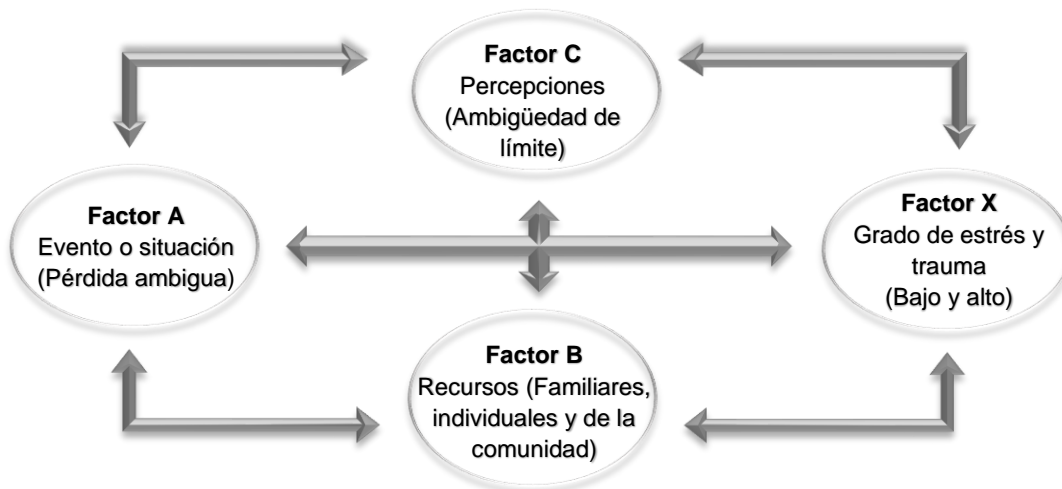 Factor C
Percepciones
(Ambigüedad de
límite)
Factor A
Evento o situación
(Pérdida ambigua)
Factor X
Grado de estrés y
trauma
(Bajo y alto)
Factor B
Recursos (Familiares,
individuales y de la
comunidad)